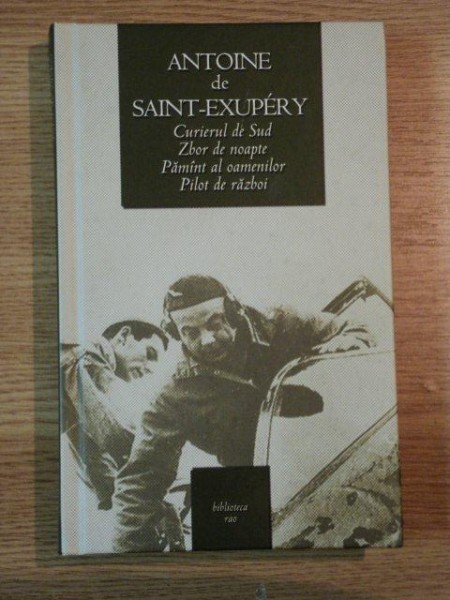 ANTOINE
de
SAINT-EXUPÉRY
Curierul de Sud
Zbor de noapte
Pămînt al oamenilor
Pilot de război
biblioteca
rao